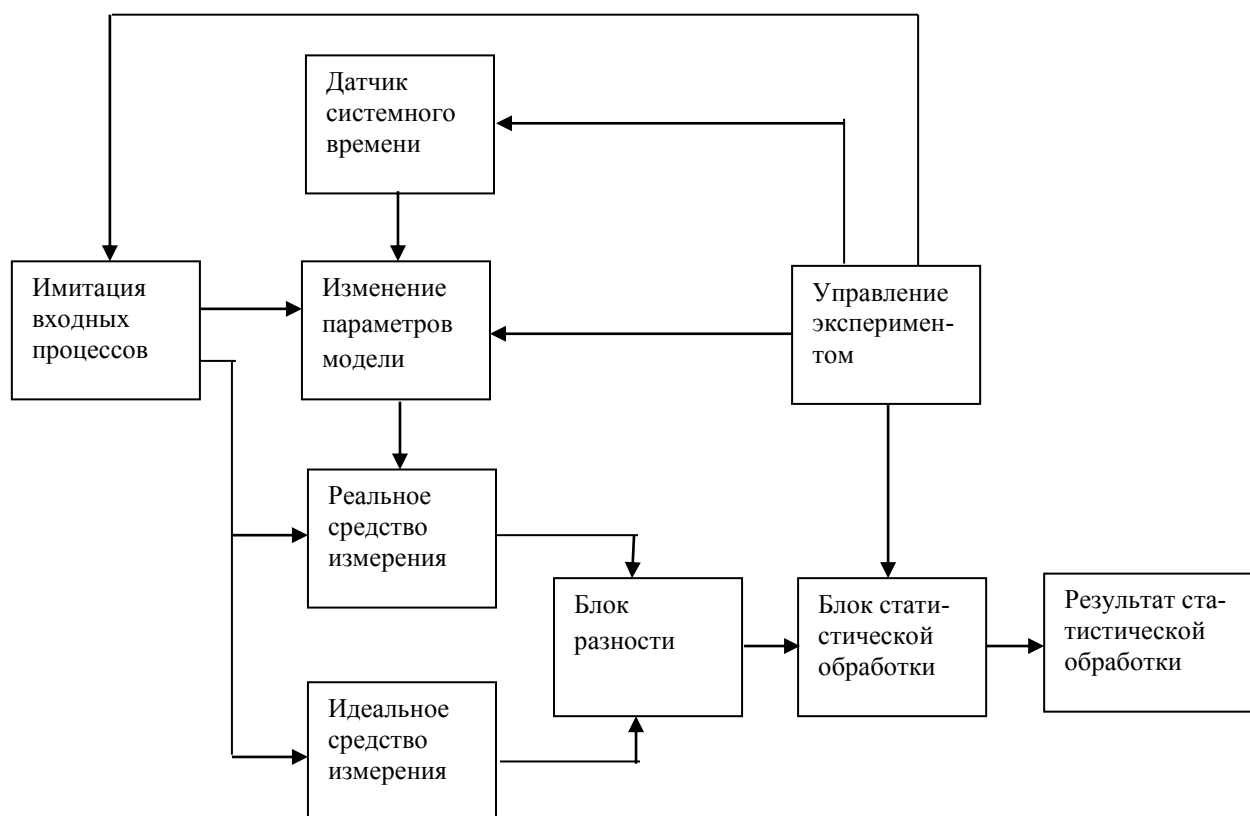 Датчик
системного
времени
Имитация
входных
процессов
Изменение
параметров
модели
Управление
эксперимен-
том
Реальное
средство
измерения
Блок
разности
Блок стати-
стической
обработки
Результат ста-
тистической
обработки
Идеальное
средство
измерения